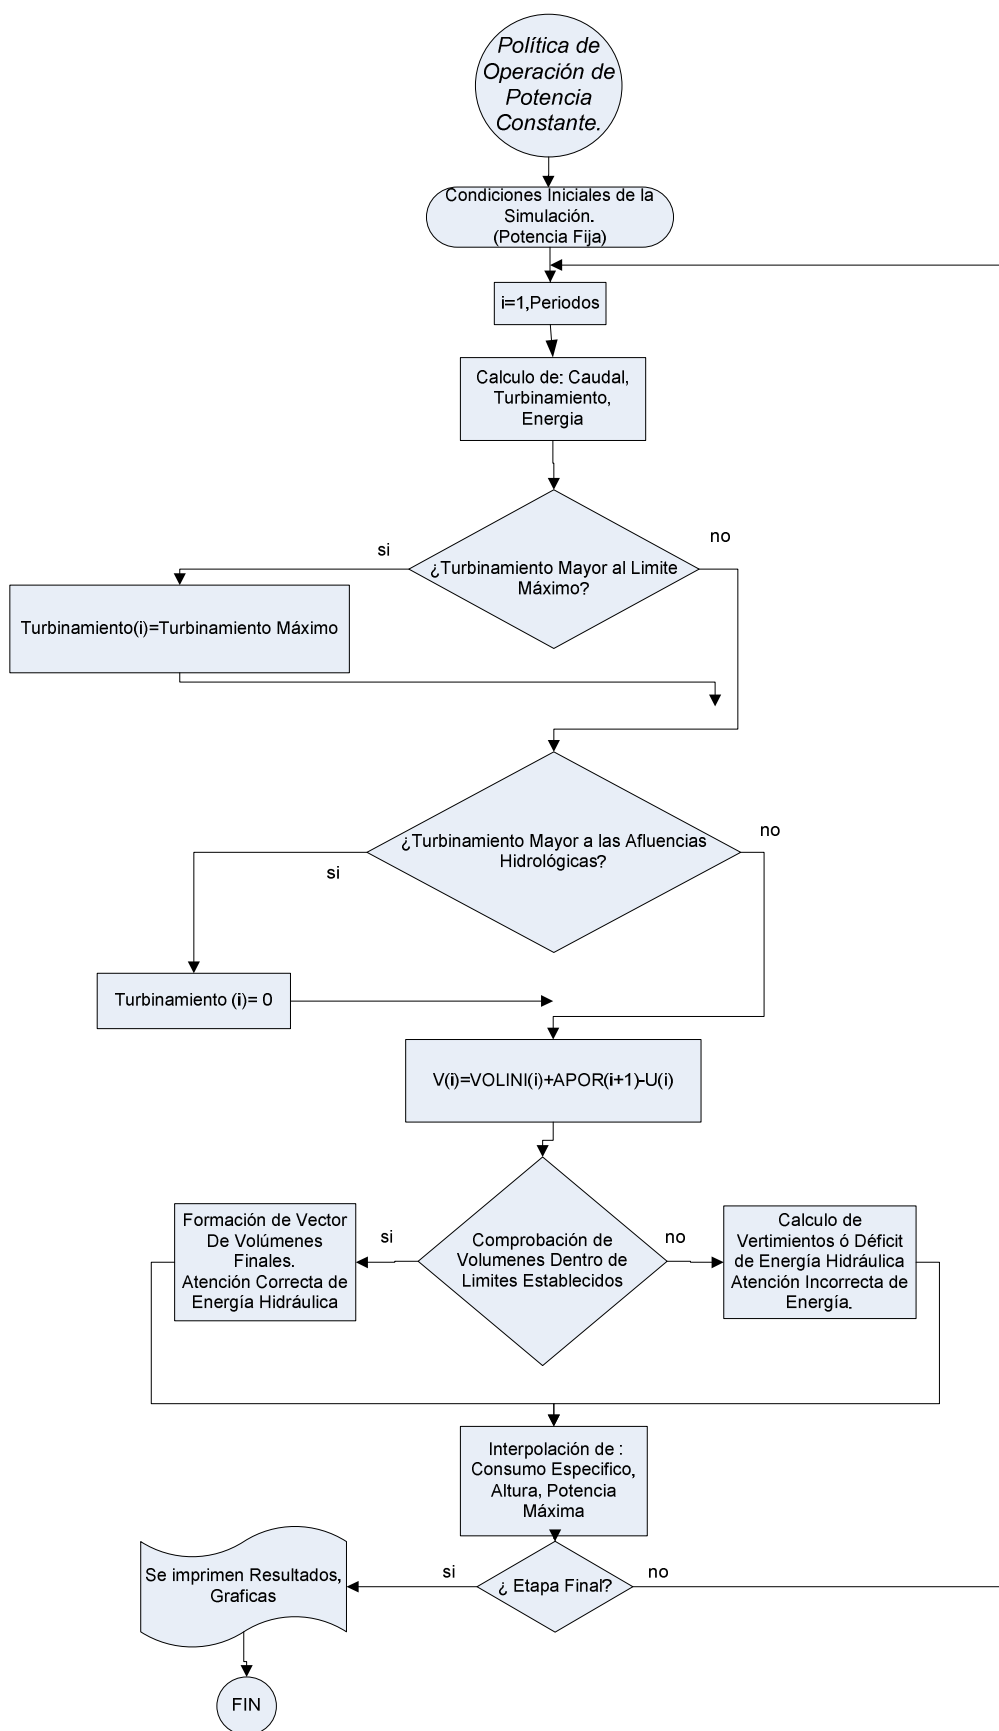 Política de
Operación de
Potencia
Constante.
Condiciones Iniciales de la
Simulación.
(Potencia Fija)
i=1,Periodos
Calculo de: Caudal,
Turbinamiento,
Energia
si
no
¿Turbinamiento Mayor al Limite
Máximo?
Turbinamiento(i)=Turbinamiento Máximo
¿Turbinamiento Mayor a las Afluencias
Hidrológicas?
no
si
Turbinamiento (i)= 0
V(i)=VOLINI(i)+APOR(i+1)-U(i)
Formación de Vector
De Volúmenes
Finales.
Atención Correcta de
Energía Hidráulica
si
Comprobación de
Volumenes Dentro de
Limites Establecidos
no
Calculo de
Vertimientos ó Déficit
de Energía Hidráulica
Atención Incorrecta de
Energía.
Interpolación de :
Consumo Especifico,
Altura, Potencia
Máxima
Se imprimen Resultados,
Graficas
si
¿ Etapa Final?
no
FIN